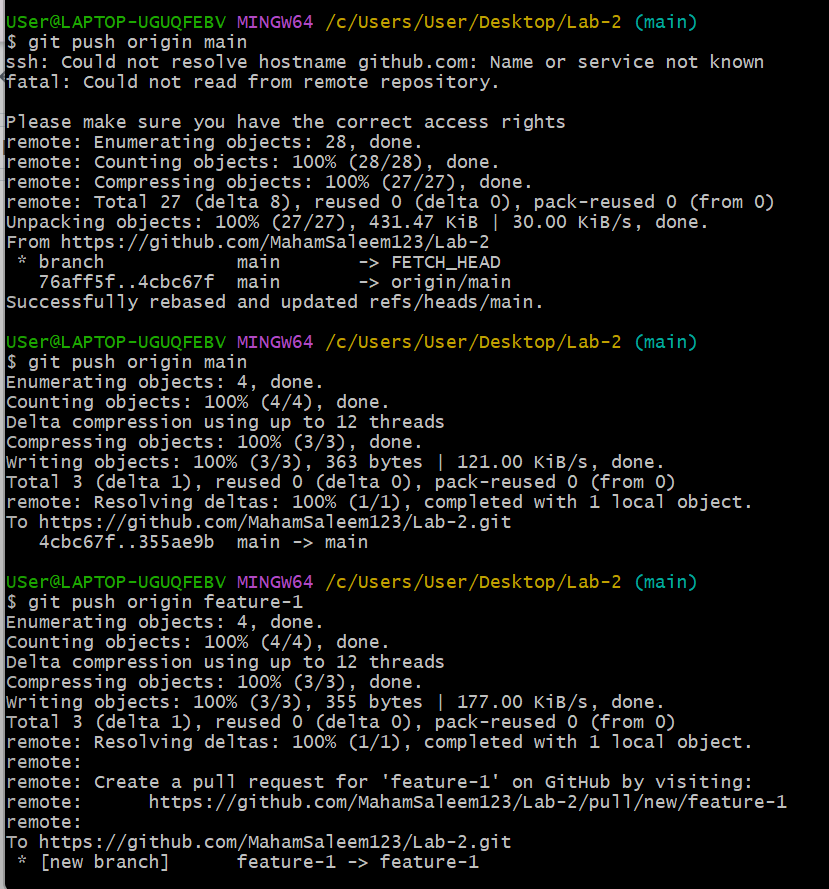 USer@LAPTOP-UGUQFEBV MINGW64 /c/Users/User/Desktop/Lab-2 (main)
$ git push origin main
ssh: Could not resolve hostname github.com: Name or service not known
fatal: Could not read from remote repository.

Please make sure you have the correct access rights
remote: Enumerating objects: 28, done.
remote: Counting objects: 100% (28/28), done.
remote: Compressing objects: 100% (27/27), done.
remote: Total 27 (delta 8), reused 0 (delta 0), pack-reused 0 (from 0)
Unpacking objects: 100% (27/27), 431.47 KiB | 30.00 KiB/s, done.
From https://github.com/MahamSaleem123/Lab-2
 * branch            main       -> FETCH_HEAD
   76aff5f..4cbc67f  main       -> origin/main
Successfully rebased and updated refs/heads/main.

USer@LAPTOP-UGUQFEBV MINGW64 /c/Users/User/Desktop/Lab-2 (main)
$ git push origin main
Enumerating objects: 4, done.
Counting objects: 100% (4/4), done.
Delta compression using up to 12 threads
Compressing objects: 100% (3/3), done.
Writing objects: 100% (3/3), 363 bytes | 121.00 KiB/s, done.
Total 3 (delta 1), reused 0 (delta 0), pack-reused 0 (from 0)
remote: Resolving deltas: 100% (1/1), completed with 1 local object.
To https://github.com/MahamSaleem123/Lab-2.git
   4cbc67f..355ae9b  main -> main

USer@LAPTOP-UGUQFEBV MINGW64 /c/Users/User/Desktop/Lab-2 (main)
$ git push origin feature-1
Enumerating objects: 4, done.
Counting objects: 100% (4/4), done.
Delta compression using up to 12 threads
Compressing objects: 100% (3/3), done.
Writing objects: 100% (3/3), 355 bytes | 177.00 KiB/s, done.
Total 3 (delta 1), reused 0 (delta 0), pack-reused 0 (from 0)
remote: Resolving deltas: 100% (1/1), completed with 1 local object.
remote:
remote: Create a pull request for 'feature-1' on GitHub by visiting:
remote:      https://github.com/MahamSaleem123/Lab-2/pull/new/feature-1
remote:
To https://github.com/MahamSaleem123/Lab-2.git
 * [new branch]      feature-1 -> feature-1